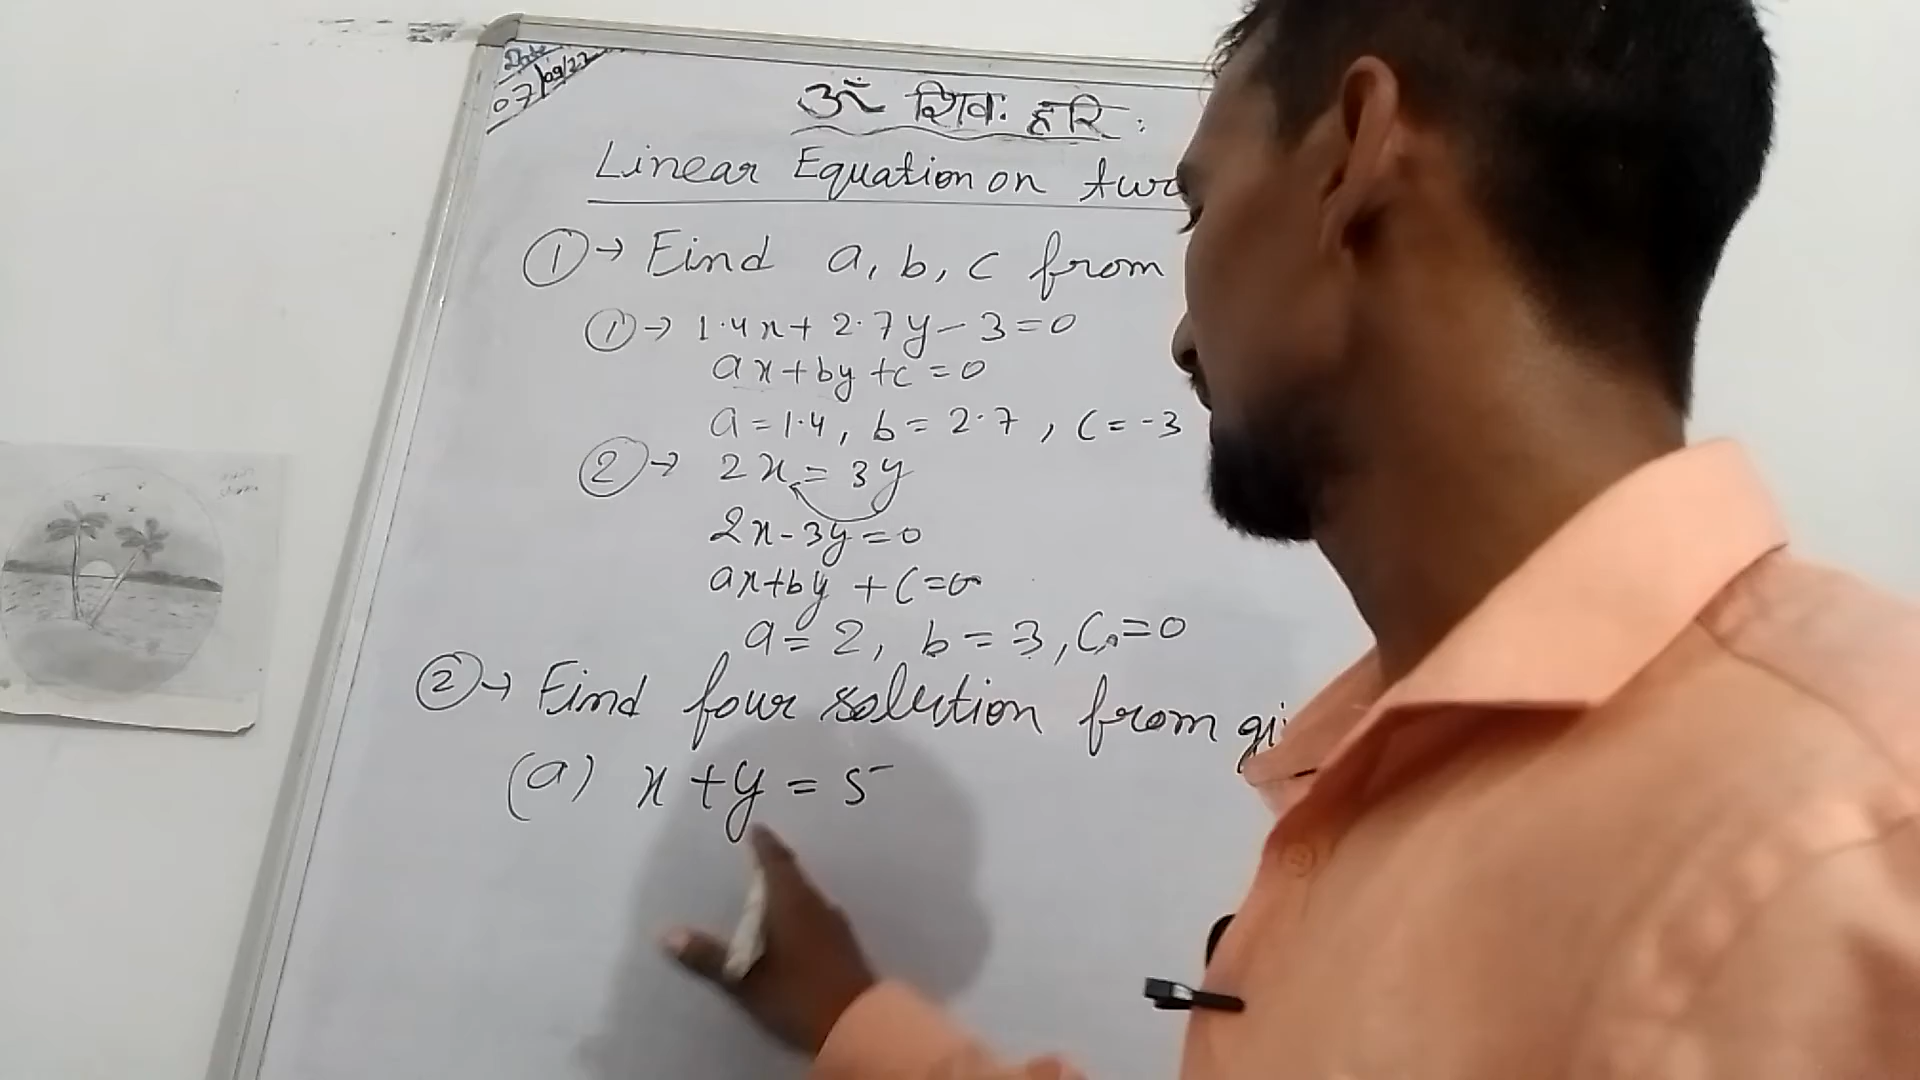 Date
07/09/22
ॐ शिव: हरि:
Linear Equation on two
① → Find a, b, c from
① → 1.4x + 2.7y - 3 = 0
ax + by + c = 0
a = 1.4, b = 2.7, c = -3
② → 2x = 3y
2x - 3y = 0
ax + by + c = 0
a = 2, b = 3, c = 0
② → Find four solution from gi
(a) x + y = 5